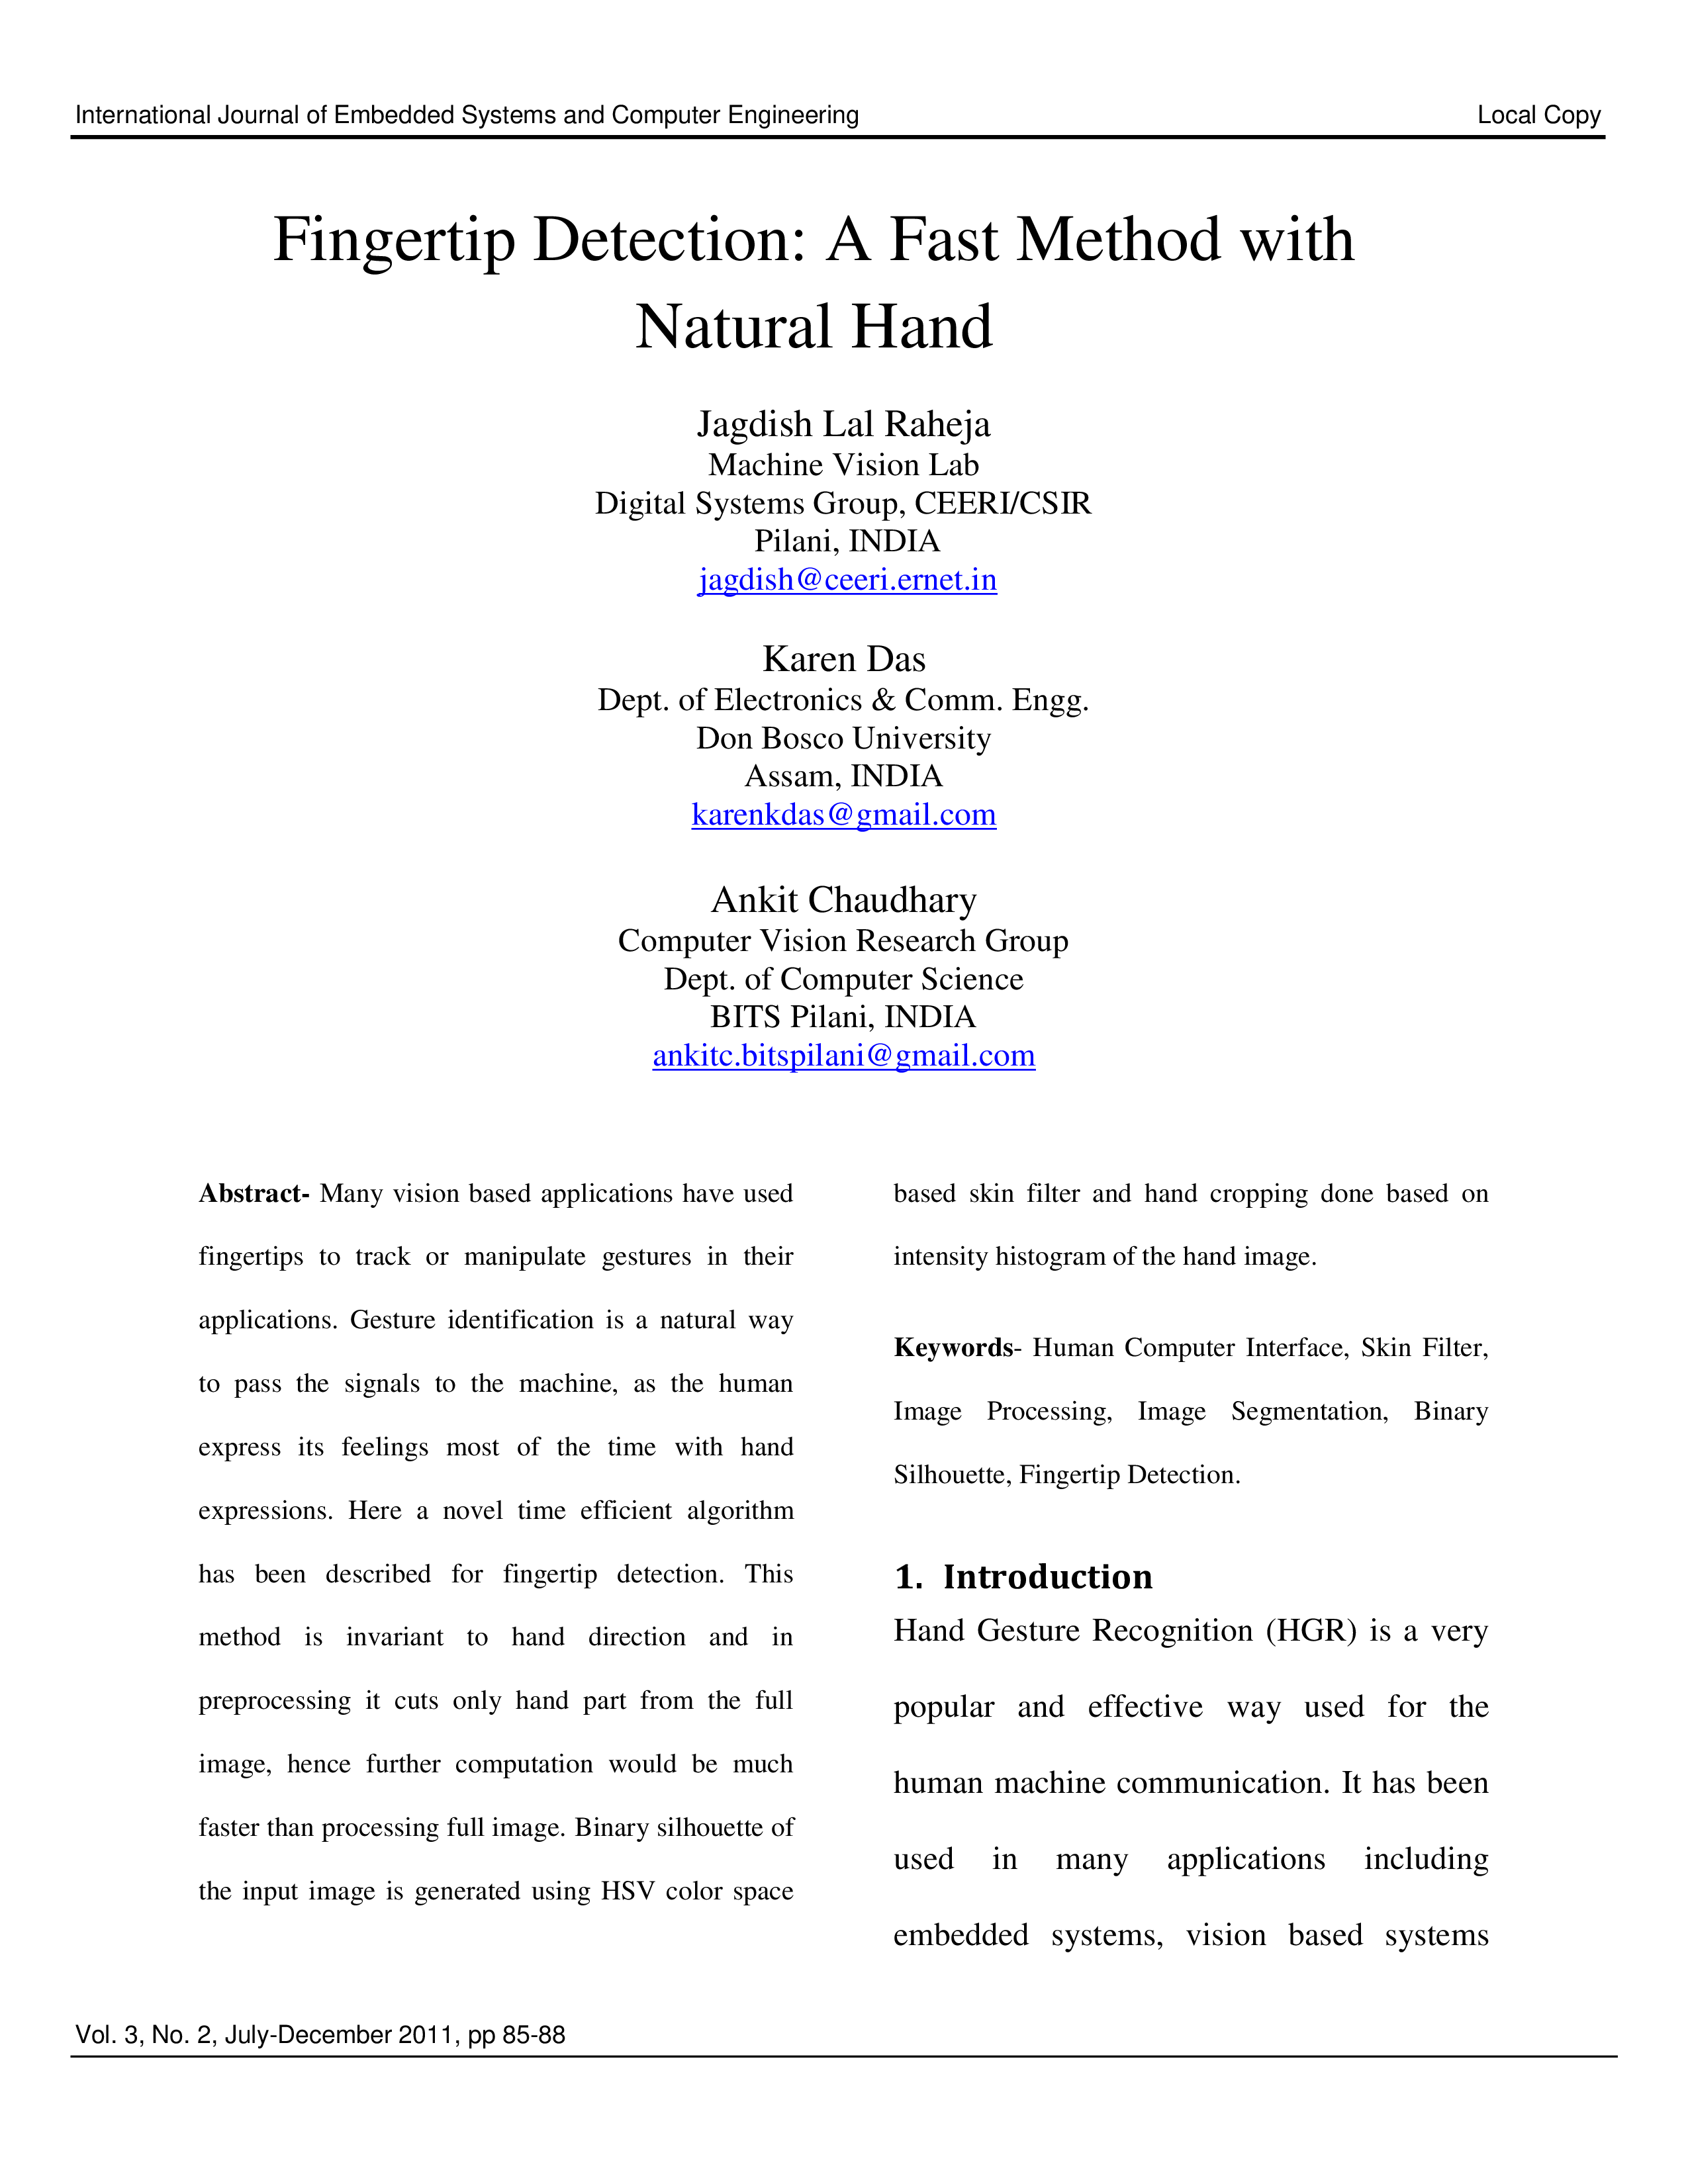 International Journal of Embedded Systems and Computer Engineering Local Copy
Fingertip Detection: A Fast Method with
Natural Hand
Jagdish Lal Raheja
Machine Vision Lab
Digital Systems Group, CEERI/CSIR
Pilani, INDIA
jagdish@ceeri.ernet.in
Karen Das
Dept. of Electronics & Comm. Engg.
Don Bosco University
Assam, INDIA
karenkdas@gmail.com
Ankit Chaudhary
Computer Vision Research Group
Dept. of Computer Science
BITS Pilani, INDIA
ankitc.bitspilani@gmail.com
Abstract- Many vision based applications have used
fingertips to track or manipulate gestures in their
applications. Gesture identification is a natural way
to pass the signals to the machine, as the human
express its feelings most of the time with hand
expressions. Here a novel time efficient algorithm
has been described for fingertip detection. This
method is invariant to hand direction and in
preprocessing it cuts only hand part from the full
image, hence further computation would be much
faster than processing full image. Binary silhouette of
the input image is generated using HSV color space
based skin filter and hand cropping done based on
intensity histogram of the hand image.
Keywords- Human Computer Interface, Skin Filter,
Image Processing, Image Segmentation, Binary
Silhouette, Fingertip Detection.
1. Introduction
Hand Gesture Recognition (HGR) is a very
popular and effective way used for the
human machine communication. It has been
used in many applications including
embedded systems, vision based systems
Vol. 3, No. 2, July-December 2011, pp 85-88